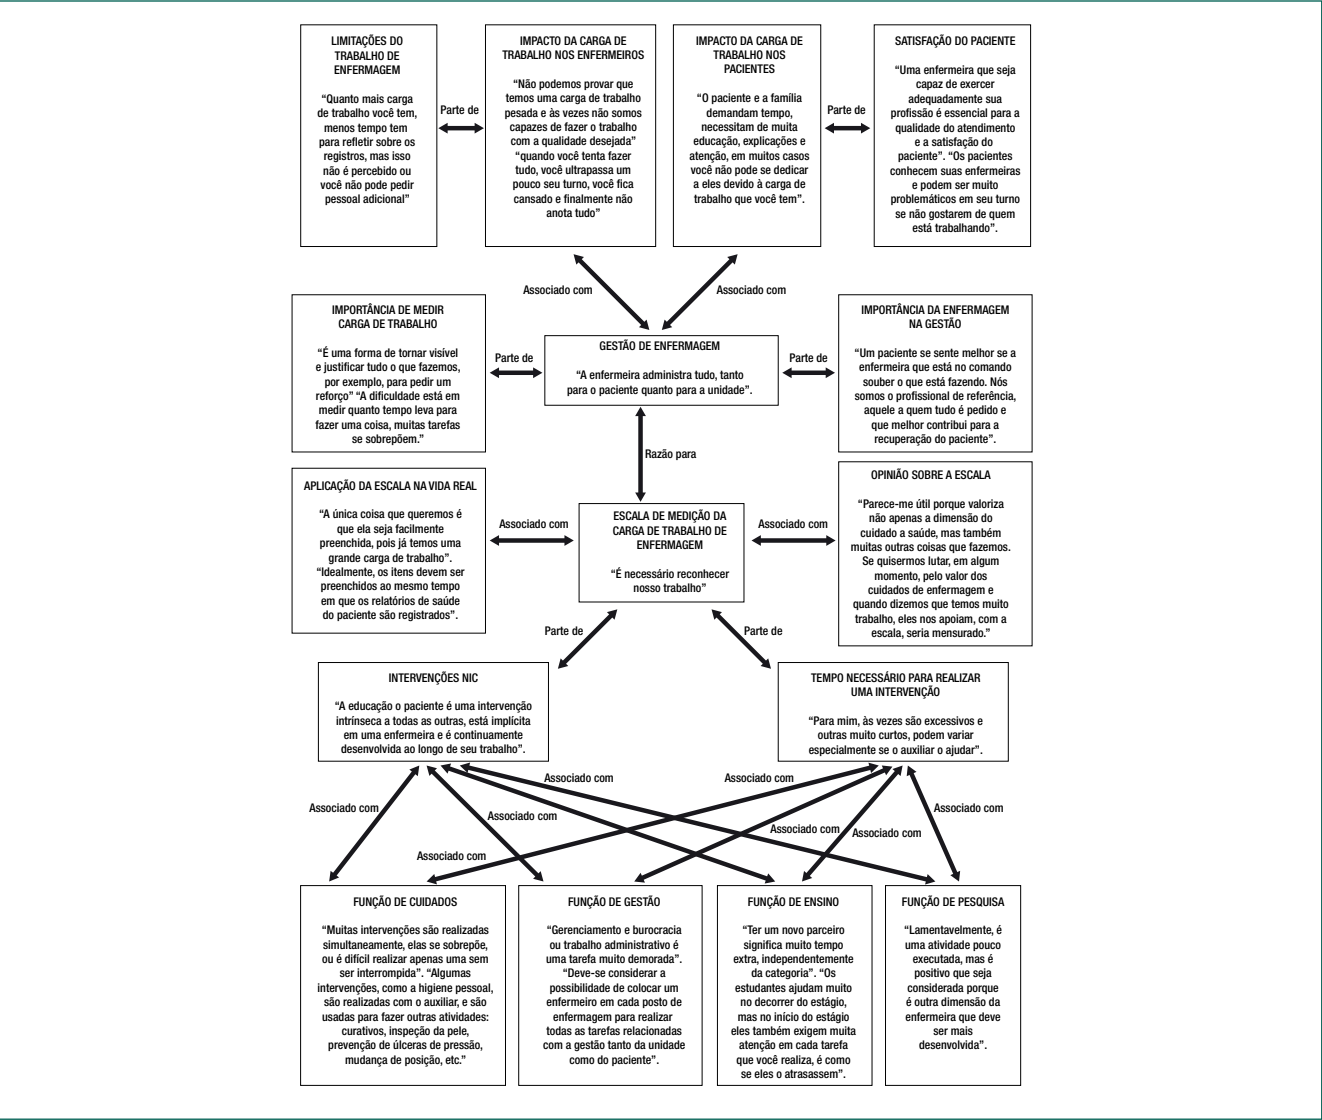 LIMITAÇÕES DO
TRABALHO DE
ENFERMAGEM
“Quanto mais carga
de trabalho você tem,
menos tempo tem
para refletir sobre os
registros, mas isso
não é percebido ou
você não pode pedir
pessoal adicional”
Parte de
IMPACTO DA CARGA DE
TRABALHO NOS ENFERMEIROS
“Não podemos provar que
temos uma carga de trabalho
pesada e às vezes não somos
capazes de fazer o trabalho
com a qualidade desejada”
“quando você tenta fazer
tudo, você ultrapassa um
pouco seu turno, você fica
cansado e finalmente não
anota tudo”
IMPACTO DA CARGA DE
TRABALHO NOS
PACIENTES
“O paciente e a família
demandam tempo,
necessitam de muita
educação, explicações e
atenção, em muitos casos
você não pode se dedicar
a eles devido à carga de
trabalho que você tem”.
Parte de
SATISFAÇÃO DO PACIENTE
“Uma enfermeira que seja
capaz de exercer
adequadamente sua
profissão é essencial para a
qualidade do atendimento
e a satisfação do
paciente”. “Os pacientes
conhecem suas enfermeiras
e podem ser muito
problemáticos em seu turno
se não gostarem de quem
está trabalhando”.
Associado com
Associado com
IMPORTÂNCIA DE MEDIR
CARGA DE TRABALHO
“É uma forma de tornar visível
e justificar tudo o que fazemos,
por exemplo, para pedir um
reforço” “A dificuldade está em
medir quanto tempo leva para
fazer uma coisa, muitas tarefas
se sobrepõem.”
Parte de
GESTÃO DE ENFERMAGEM
“A enfermeira administra tudo, tanto
para o paciente quanto para a unidade”.
Parte de
IMPORTÂNCIA DA ENFERMAGEM
NA GESTÃO
“Um paciente se sente melhor se a
enfermeira que está no comando
souber o que está fazendo. Nós
somos o profissional de referência,
aquele a quem tudo é pedido e
que melhor contribui para a
recuperação do paciente”.
Razão para
APLICAÇÃO DA ESCALA NA VIDA REAL
“A única coisa que queremos é
que ela seja facilmente
preenchida, pois já temos uma
grande carga de trabalho”.
“Idealmente, os itens devem ser
preenchidos ao mesmo tempo
em que os relatórios de saúde
do paciente são registrados”.
Associado com
ESCALA DE MEDIÇÃO DA
CARGA DE TRABALHO DE
ENFERMAGEM
“É necessário reconhecer
nosso trabalho”
Associado com
OPINIÃO SOBRE A ESCALA
“Parece-me útil porque valoriza
não apenas a dimensão do
cuidado a saúde, mas também
muitas outras coisas que fazemos.
Se quisermos lutar, em algum
momento, pelo valor dos
cuidados de enfermagem e
quando dizemos que temos muito
trabalho, eles nos apoiam, com a
escala, seria mensurado.”
Parte de
Parte de
INTERVENÇÕES NIC
“A educação o paciente é uma intervenção
intrínseca a todas as outras, está implícita
em uma enfermeira e é continuamente
desenvolvida ao longo de seu trabalho”.
TEMPO NECESSÁRIO PARA REALIZAR
UMA INTERVENÇÃO
“Para mim, às vezes são excessivos e
outras muito curtos, podem variar
especialmente se o auxiliar o ajudar”.
Associado com
Associado com
Associado com
Associado com
Associado com
Associado com
Associado com
Associado com
FUNÇÃO DE CUIDADOS
“Muitas intervenções são realizadas
simultaneamente, elas se sobrepõe,
ou é difícil realizar apenas uma sem
ser interrompida”. “Algumas
intervenções, como a higiene pessoal,
são realizadas com o auxiliar, e são
usadas para fazer outras atividades:
curativos, inspeção da pele,
prevenção de úlceras de pressão,
mudança de posição, etc.”
FUNÇÃO DE GESTÃO
“Gerenciamento e burocracia
ou trabalho administrativo é
uma tarefa muito demorada”.
“Deve-se considerar a
possibilidade de colocar um
enfermeiro em cada posto de
enfermagem para realizar
todas as tarefas relacionadas
com a gestão tanto da unidade
como do paciente”.
FUNÇÃO DE ENSINO
“Ter um novo parceiro
significa muito tempo
extra, independentemente
da categoria”. “Os
estudantes ajudam muito
no decorrer do estágio,
mas no início do estágio
eles também exigem muita
atenção em cada tarefa
que você realiza, é como
se eles o atrasassem”.
FUNÇÃO DE PESQUISA
“Lamentavelmente, é
uma atividade pouco
executada, mas é
positivo que seja
considerada porque
é outra dimensão da
enfermeira que deve
ser mais
desenvolvida”.